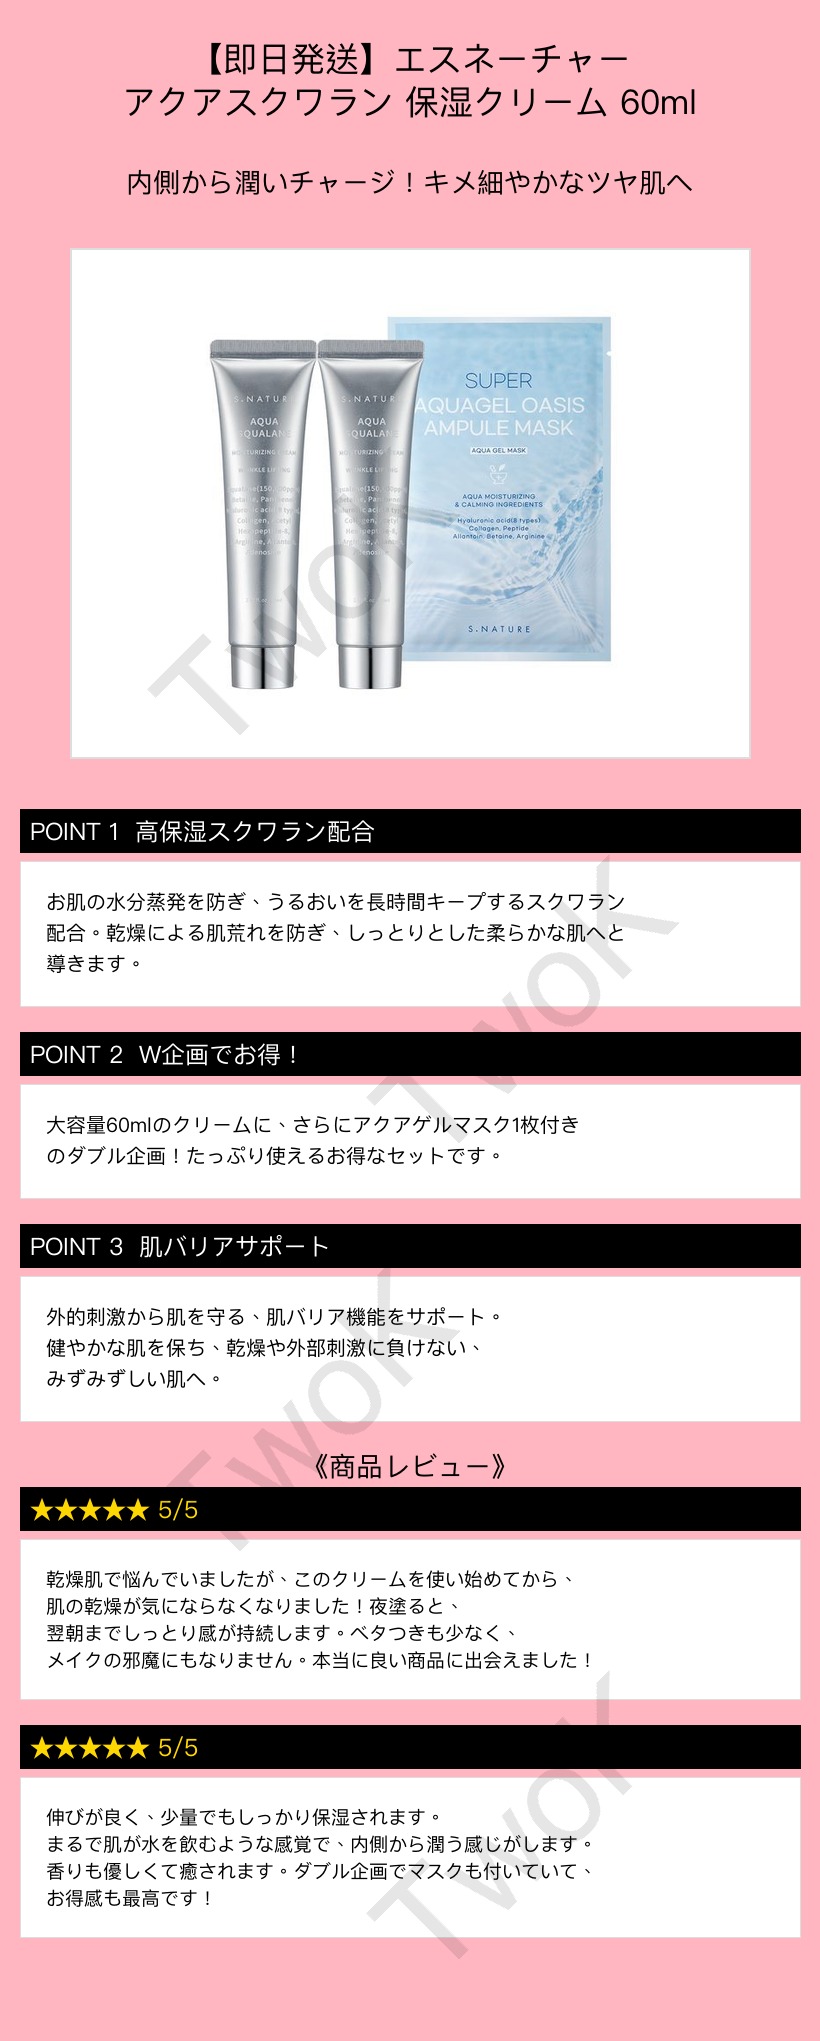 【即日発送】エスネーチャー
アクアスクワラン 保湿クリーム 60ml
内側から潤いチャージ！キメ細やかなツヤ肌へ
S.NATUR
AQUA
SQUALANE
S.NATUR
AQUA
SQUALANE
SUPER
AQUAGEL OASIS
AMPULE MASK
AQUA GEL MASK
AQUA MOISTURIZING
& CALMING INGREDIENTS
Hyaluronic acid(8 types)
Collagen, Peptide
Allantoin, Betaine, Arginine
S.NATURE
TwoK
POINT 1 高保湿スクワラン配合
お肌の水分蒸発を防ぎ、うるおいを長時間キープするスクワラン
配合。乾燥による肌荒れを防ぎ、しっとりとした柔らかな肌へと
導きます。
TwoK
POINT 2 W企画でお得！
大容量60mlのクリームに、さらにアクアゲルマスク1枚付き
のダブル企画！たっぷり使えるお得なセットです。
POINT 3 肌バリアサポート
外的刺激から肌を守る、肌バリア機能をサポート。
健やかな肌を保ち、乾燥や外部刺激に負けない、
みずみずしい肌へ。
TwoK
《商品レビュー》
★★★★★ 5/5
乾燥肌で悩んでいましたが、このクリームを使い始めてから、
肌の乾燥が気にならなくなりました！夜塗ると、
翌朝までしっとり感が持続します。ベタつきも少なく、
メイクの邪魔にもなりません。本当に良い商品に出会えました！
★★★★★ 5/5
伸びが良く、少量でもしっかり保湿されます。
まるで肌が水を飲むような感覚で、内側から潤う感じがします。
香りも優しくて癒されます。ダブル企画でマスクも付いていて、
お得感も最高です！
TwoK